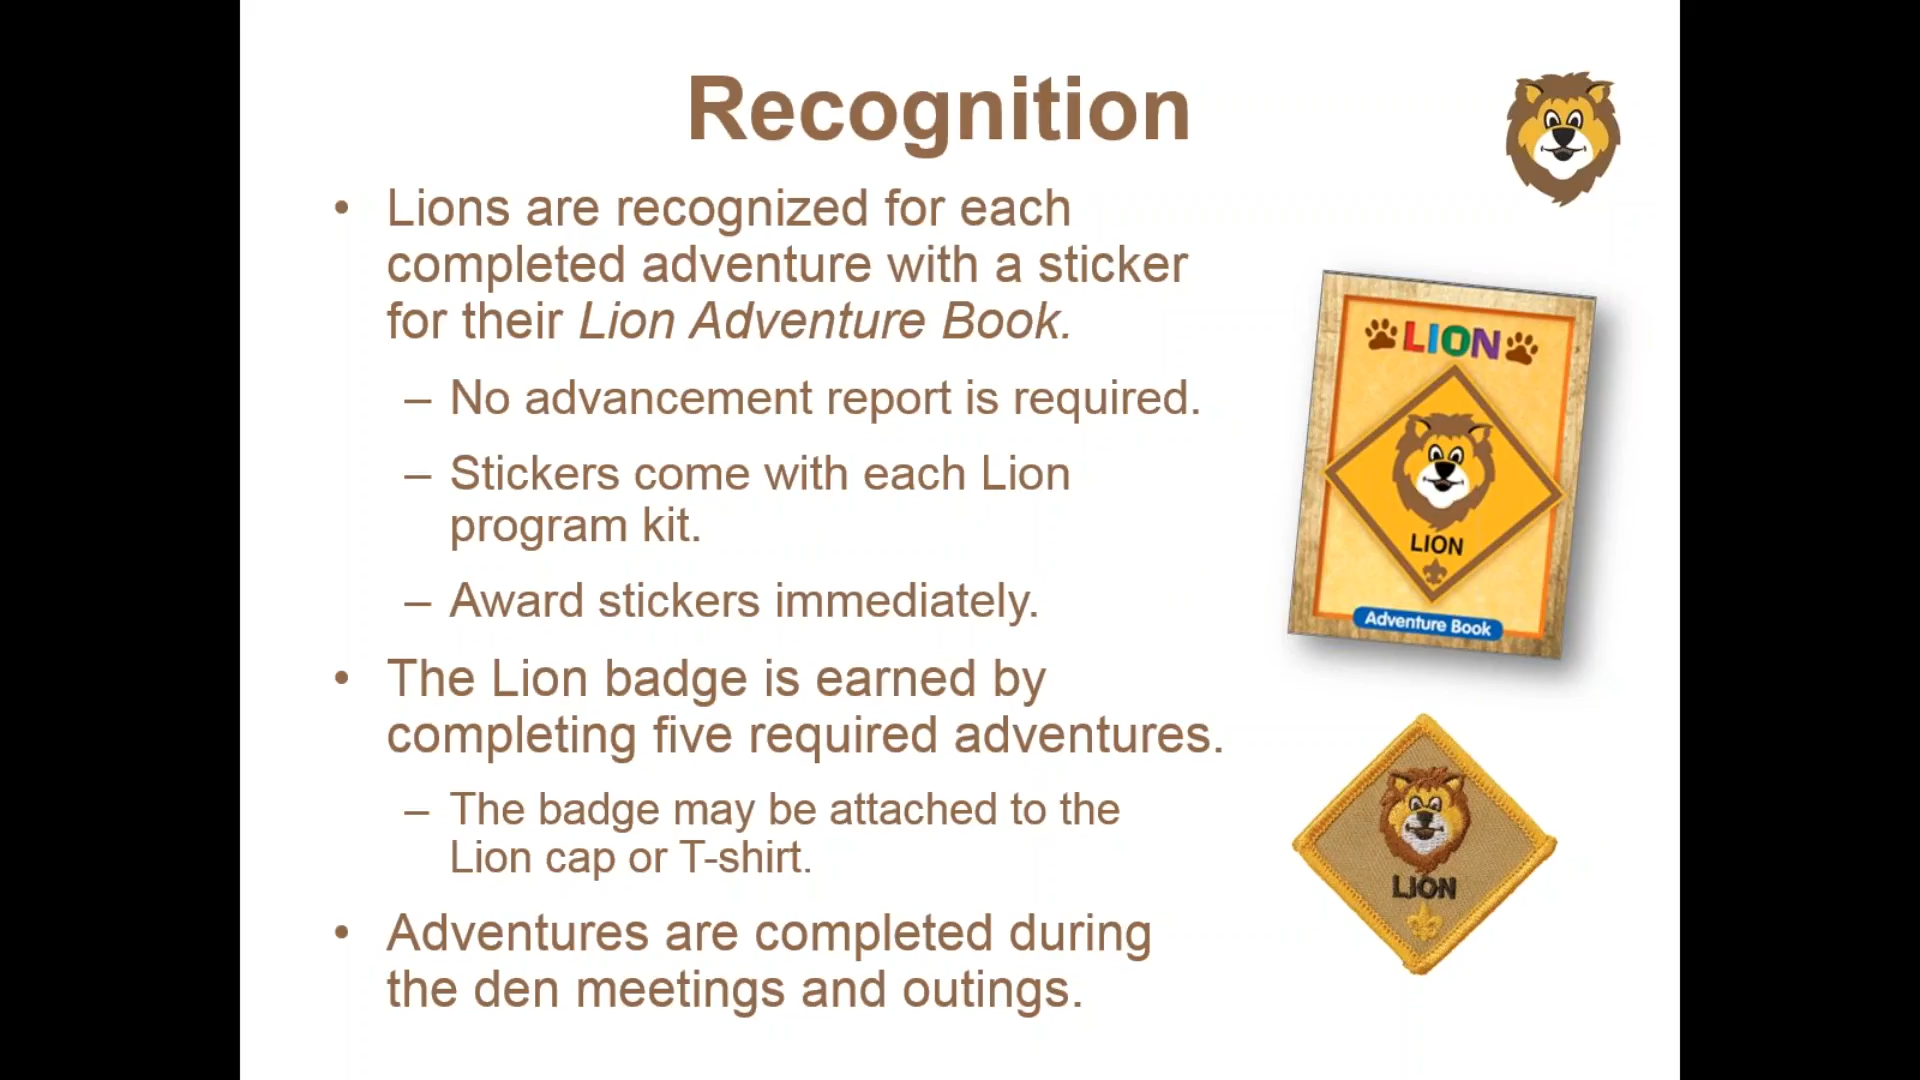 Recognition
• Lions are recognized for each
completed adventure with a sticker
for their Lion Adventure Book.
– No advancement report is required.
– Stickers come with each Lion
program kit.
– Award stickers immediately.
• The Lion badge is earned by
completing five required adventures.
– The badge may be attached to the
Lion cap or T-shirt.
• Adventures are completed during
the den meetings and outings.
LION
LION
Adventure Book
LION